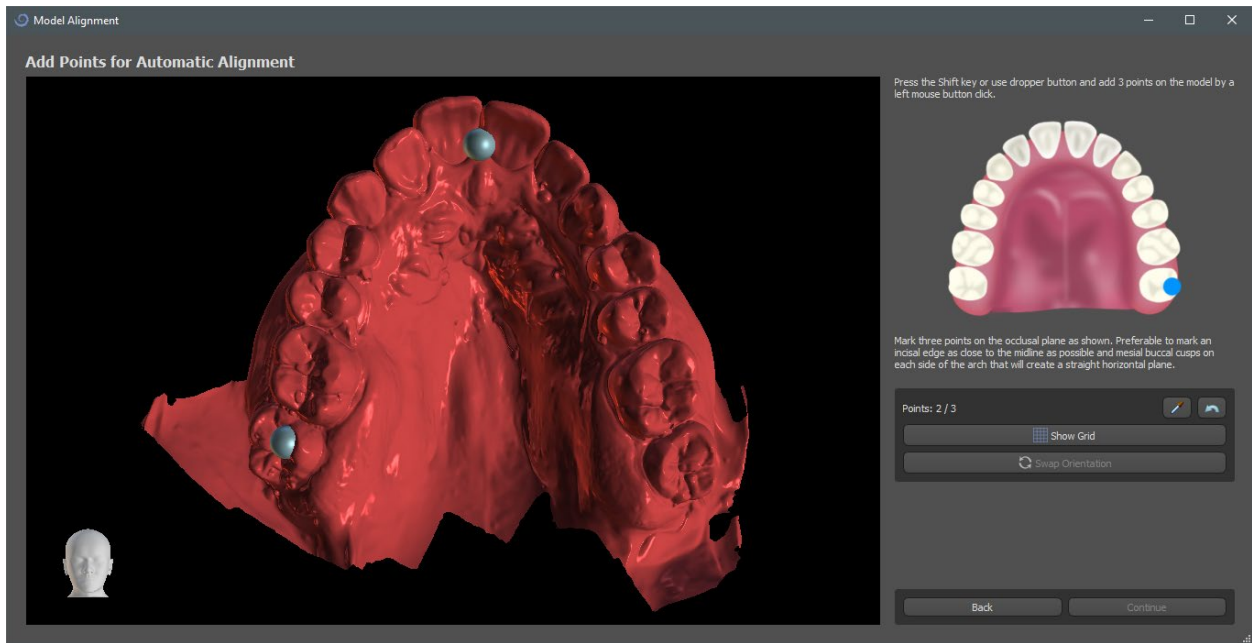 Model Alignment
Add Points for Automatic Alignment
Press the Shift key or use dropper button and add 3 points on the model by a
left mouse button click.
Mark three points on the occlusal plane as shown. Preferable to mark an
incisal edge as close to the midline as possible and mesial buccal cusps on
each side of the arch that will create a straight horizontal plane.
Points: 2 / 3
Show Grid
Swap Orientation
Back
Continue